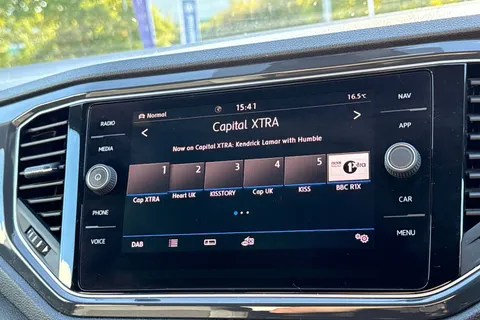 Normal
15:41
16.5°C
RADIO
MEDIA
PHONE
VOICE
NAV
APP
CAR
MENU
<
Capital XTRA
>
Now on Capital XTRA: Kendrick Lamar with Humble
1 2 3 4 5
Cap XTRA Heart UK KISSTORY Cap UK KISS BBC R1X
DAB